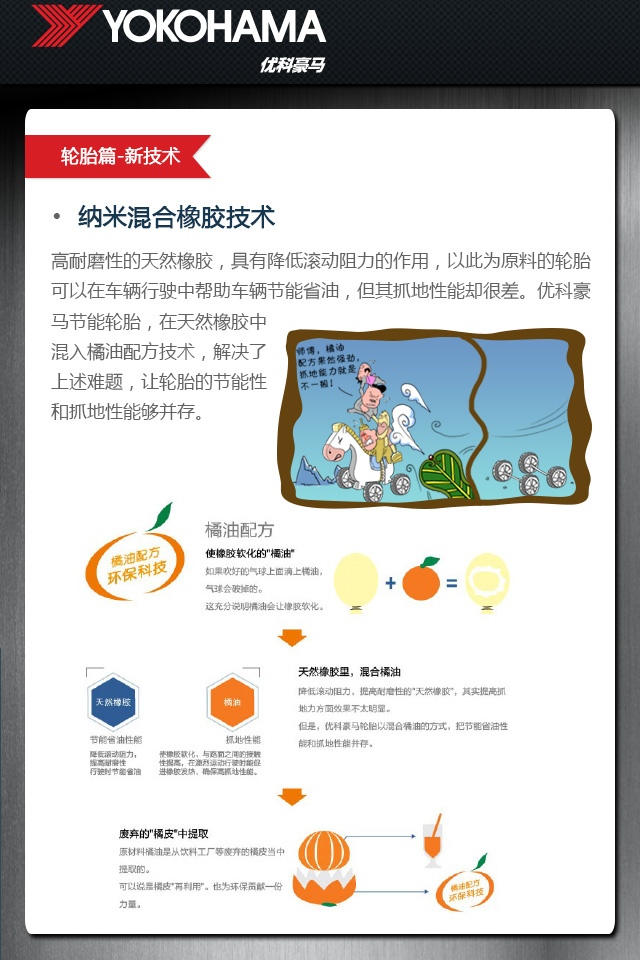 YOKOHAMA
优科豪马
轮胎篇-新技术
• 纳米混合橡胶技术
高耐磨性的天然橡胶，具有降低滚动阻力的作用，以此为原料的轮胎
可以在车辆行驶中帮助车辆节能省油，但其抓地性能却很差。优科豪
马节能轮胎，在天然橡胶中
混入橘油配方技术，解决了
上述难题，让轮胎的节能性
和抓地性能够并存。
师傅，橘油
配方果然强劲，
抓地能力就是
不一般！
橘油配方
环保科技
橘油配方
使橡胶软化的"橘油"
如果吹好的气球上面滴上橘油，
气球会破掉的。
这充分说明橘油会让橡胶软化。
+
=
天然橡胶
橘油
节能省油性能
抓地性能
降低滚动阻力，
提高耐磨性
行驶时节能省油
使橡胶软化，与路面之间的接触
性提高，在激烈运动行驶时能促
进橡胶发热、确保高抓地性能。
天然橡胶里，混合橘油
降低滚动阻力，提高耐磨性的"天然橡胶"，其实提高抓
地力方面效果不太明显。
但是，优科豪马轮胎以混合橘油的方式，把节能省油性
能和抓地性能并存。
废弃的"橘皮"中提取
原材料橘油是从饮料工厂等废弃的橘皮当中
提取的。
可以说是橘皮"再利用"。也为环保贡献一份
力量。
橘油配方
环保科技